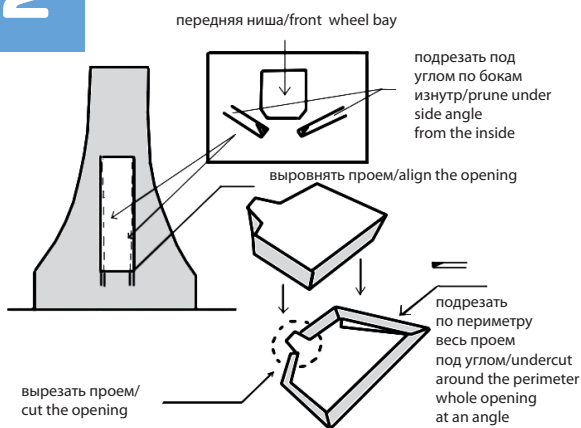 передняя ниша/front wheel bay
подрезать под
углом по бокам
изнутр/prune under
side angle
from the inside
выровнять проем/align the opening
подрезать
по периметру
весь проем
под углом/undercut
around the perimeter
whole opening
at an angle
вырезать проем/
cut the opening